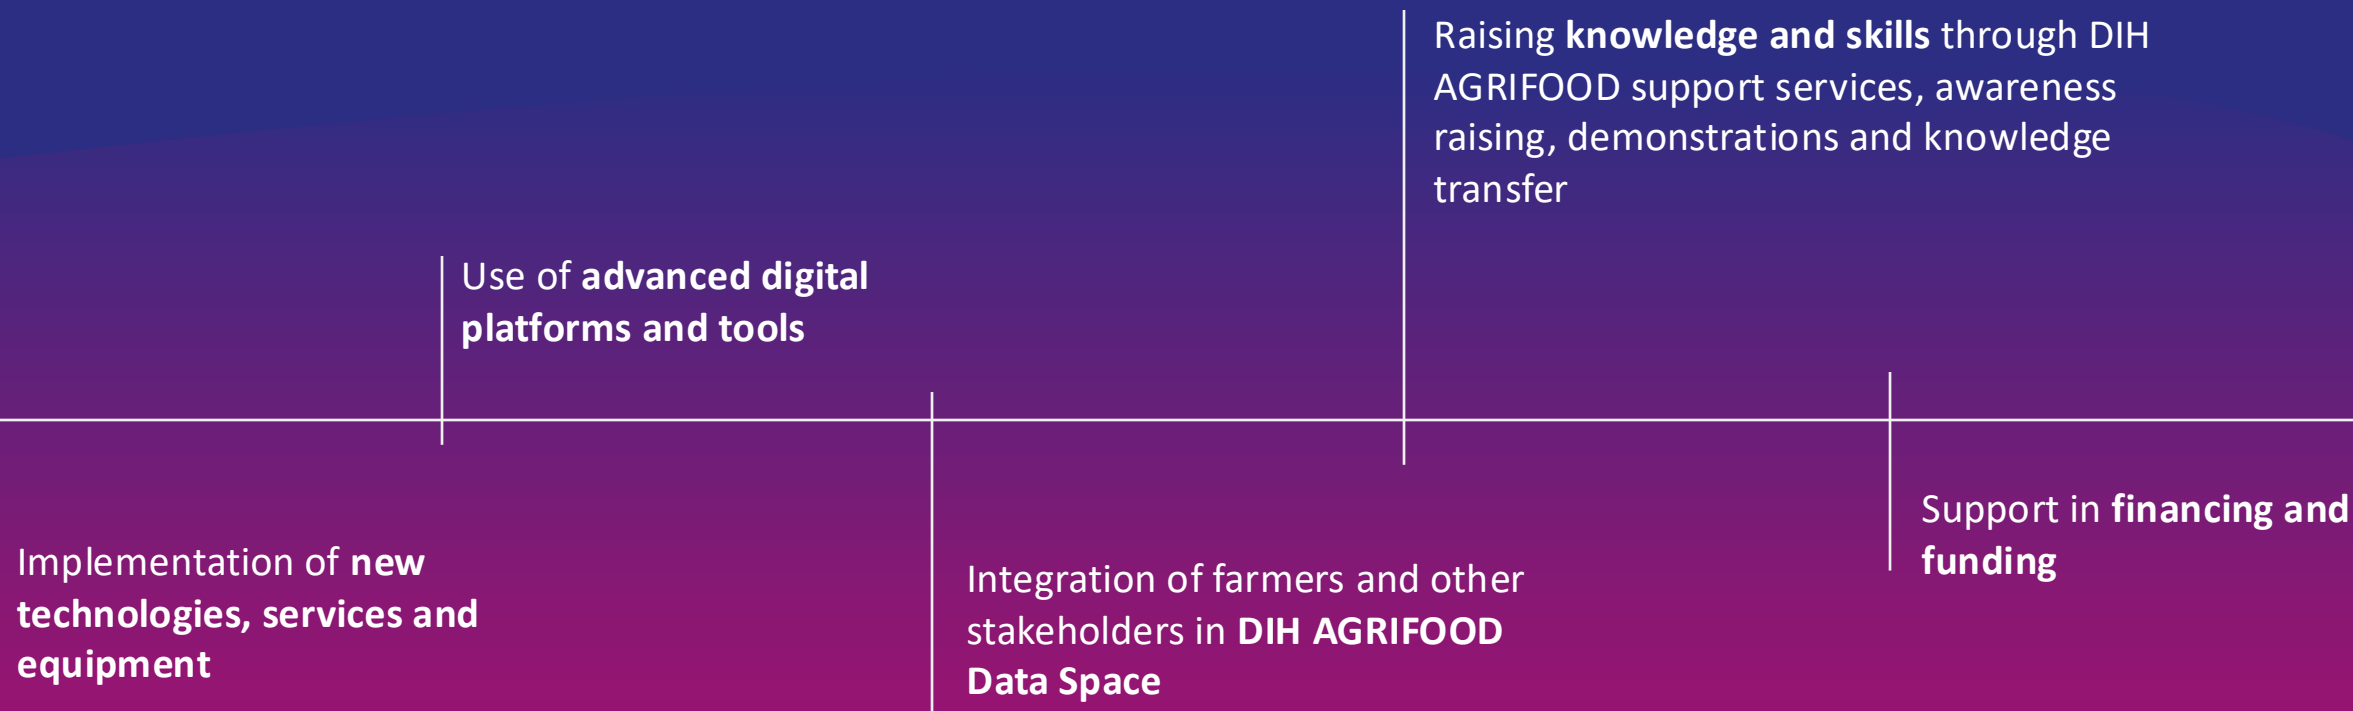 Raising knowledge and skills through DIH
AGRIFOOD support services, awareness
raising, demonstrations and knowledge
transfer
Use of advanced digital
platforms and tools
Support in financing and
funding
Implementation of new
technologies, services and
equipment
Integration of farmers and other
stakeholders in DIH AGRIFOOD
Data Space